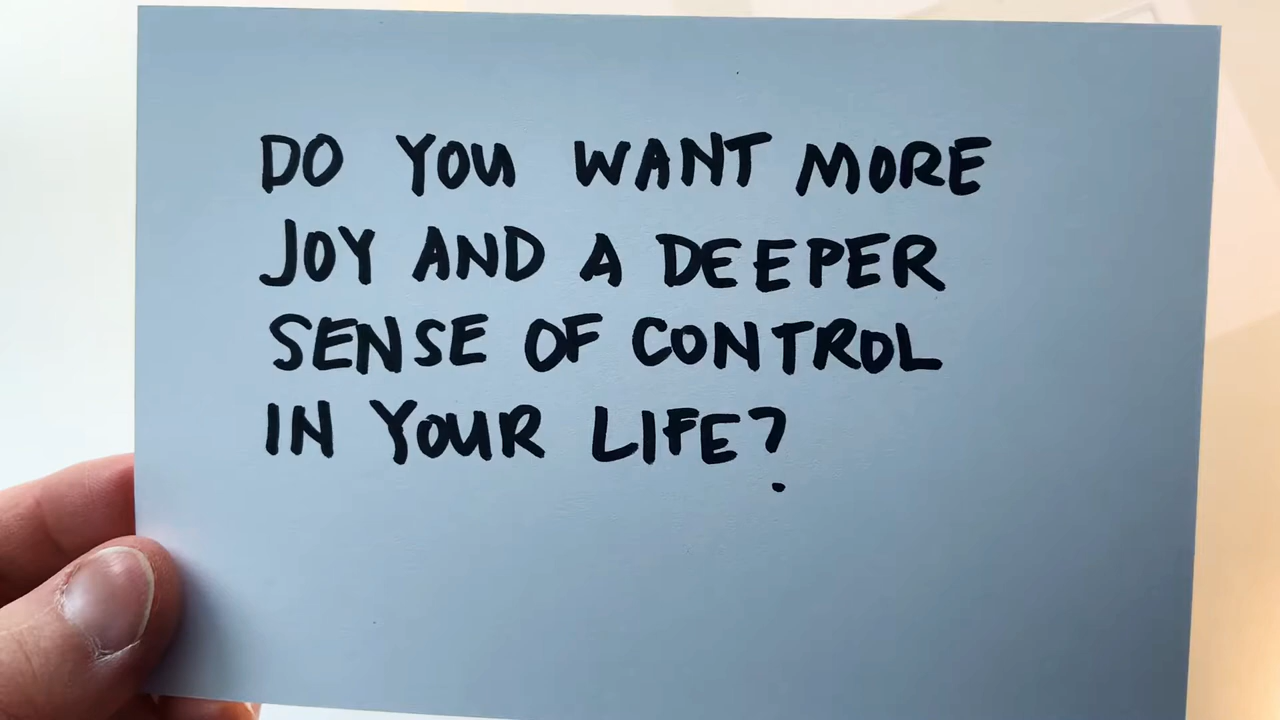 DO YOU WANT MORE
JOY AND A DEEPER
SENSE OF CONTROL
IN YOUR LIFE?